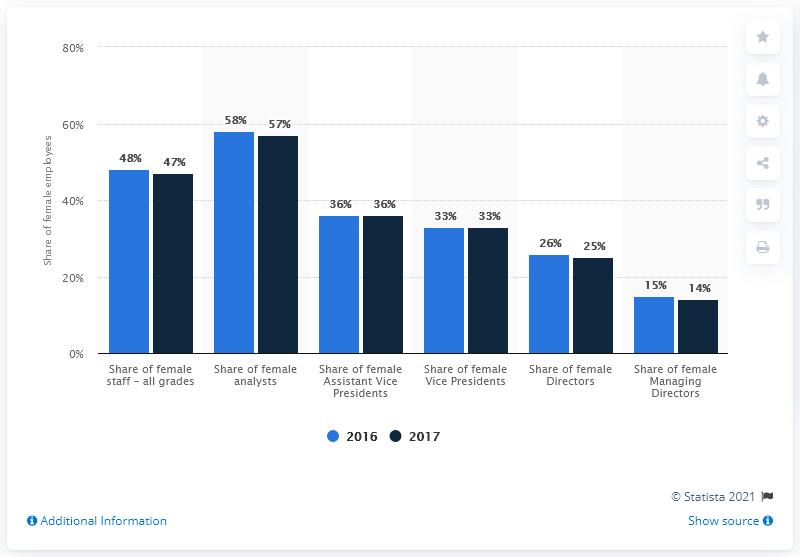 80%
60%
40%
20%
0%
Share of female employees
48%
47%
58%
57%
36%
36%
33%
33%
26%
25%
15%
14%
Share of female
staff – all grades
Share of female
analysts
Share of female
Assistant Vice
Presidents
Share of female
Vice Presidents
Share of female
Directors
Share of female
Managing
Directors
2016
2017
© Statista 2021
Additional Information
Show source